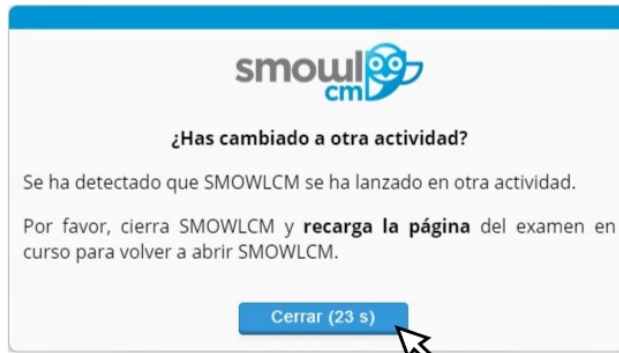 smowl
cm
¿Has cambiado a otra actividad?
Se ha detectado que SMOWLCM se ha lanzado en otra actividad.
Por favor, cierra SMOWLCM y recarga la página del examen en
curso para volver a abrir SMOWLCM.
Cerrar (23 s)